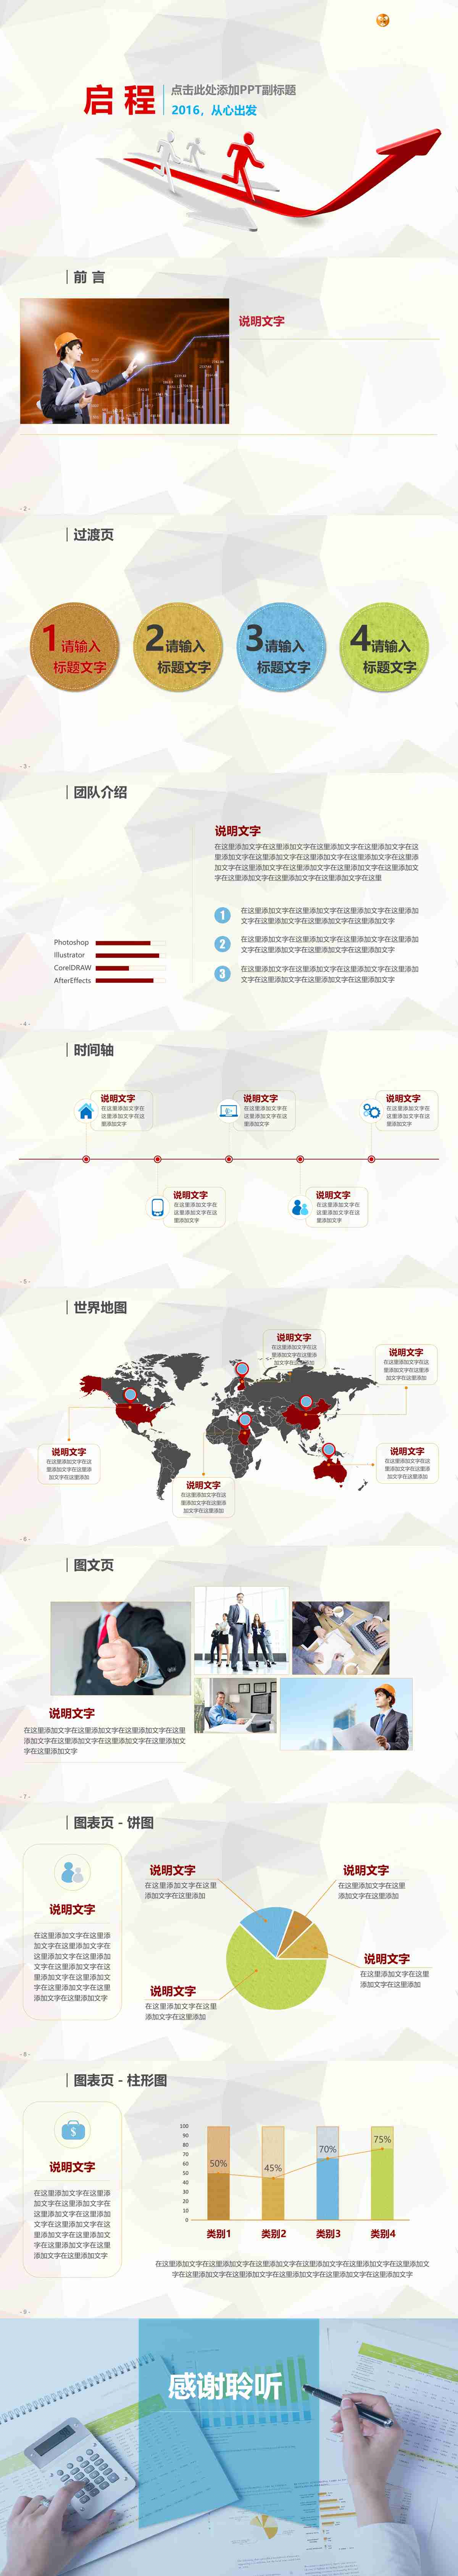 启 程
点击此处添加PPT副标题
2016，从心出发
前 言
说明文字
- 2 -
过渡页
1请输入
标题文字
2请输入
标题文字
3请输入
标题文字
4请输入
标题文字
- 3 -
团队介绍
Photoshop
Illustrator
CorelDRAW
AfterEffects
说明文字
在这里添加文字在这里添加文字在这里添加文字在这里添加文字在这
里添加文字在这里添加文字在这里添加文字在这里添加文字在这里添
加文字在这里添加文字在这里添加文字在这里添加文字在这里添加文
字在这里添加文字在这里添加文字在这里添加文字在这里
1
在这里添加文字在这里添加文字在这里添加文字在这里添加
文字在这里添加文字在这里添加文字在这里添加文字
2
在这里添加文字在这里添加文字在这里添加文字在这里添加
文字在这里添加文字在这里添加文字在这里添加文字
3
在这里添加文字在这里添加文字在这里添加文字在这里添加
文字在这里添加文字在这里添加文字在这里添加文字
- 4 -
时间轴
说明文字
在这里添加文字在
这里添加文字在这
里添加文字
说明文字
在这里添加文字在
这里添加文字在这
里添加文字
说明文字
在这里添加文字在
这里添加文字在这
里添加文字
说明文字
在这里添加文字在
这里添加文字在这
里添加文字
说明文字
在这里添加文字在
这里添加文字在这
里添加文字
- 5 -
世界地图
说明文字
在这里添加文字在这
里添加文字在这里添
加文字在这里添加
说明文字
在这里添加文字在这
里添加文字在这里添
加文字在这里添加
说明文字
在这里添加文字在这
里添加文字在这里添
加文字在这里添加
说明文字
在这里添加文字在这
里添加文字在这里添
加文字在这里添加
说明文字
在这里添加文字在这
里添加文字在这里添
加文字在这里添加
- 6 -
图文页
说明文字
在这里添加文字在这里添加文字在这里添加文字在这里
添加文字在这里添加文字在这里添加文字在这里添加文
字在这里添加文字
- 7 -
图表页 - 饼图
说明文字
在这里添加文字在这里添
加文字在这里添加文字在
这里添加文字在这里添加
文字在这里添加文字在这
里添加文字在这里添加文
字在这里添加文字在这里
添加文字在这里添加文字
说明文字
在这里添加文字在这里
添加文字在这里添加
说明文字
在这里添加文字在这里
添加文字在这里添加
说明文字
在这里添加文字在这里
添加文字在这里添加
说明文字
在这里添加文字在这里
添加文字在这里添加
- 8 -
图表页 - 柱形图
说明文字
在这里添加文字在这里添
加文字在这里添加文字在
这里添加文字在这里添加
文字在这里添加文字在这
里添加文字在这里添加文
字在这里添加文字在这里
添加文字在这里添加文字
100
90
80
70
60
50
40
30
20
10
0
50%
45%
70%
75%
类别1
类别2
类别3
类别4
在这里添加文字在这里添加文字在这里添加文字在这里添加文字在这里添加文字在这里添加文
字在这里添加文字在这里添加文字在这里添加文字在这里添加文字在这里添加文字
- 9 -
感谢聆听